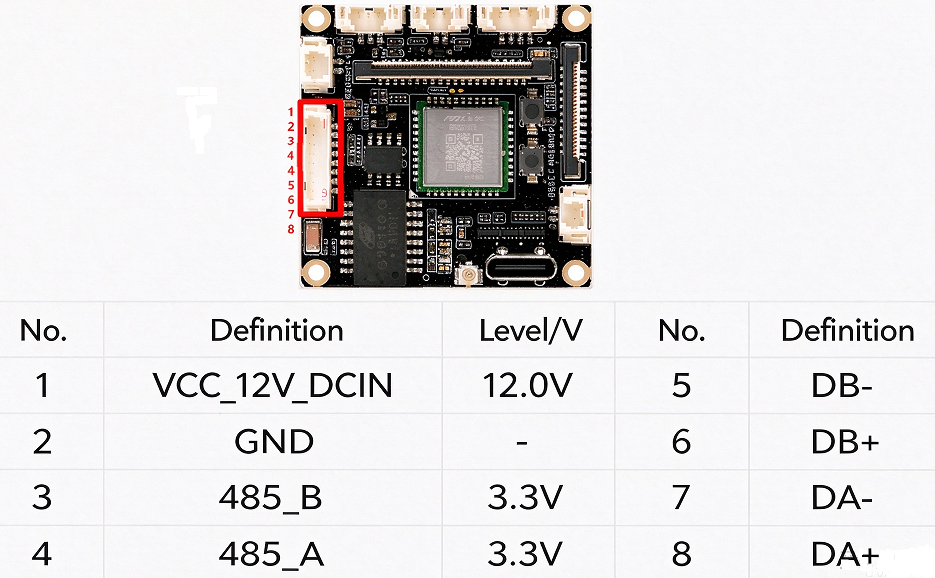 1
2
3
4
4
5
6
7
8
No. Definition Level/V No. Definition
1 VCC_12V_DCIN 12.0V 5 DB-
2 GND - 6 DB+
3 485_B 3.3V 7 DA-
4 485_A 3.3V 8 DA+